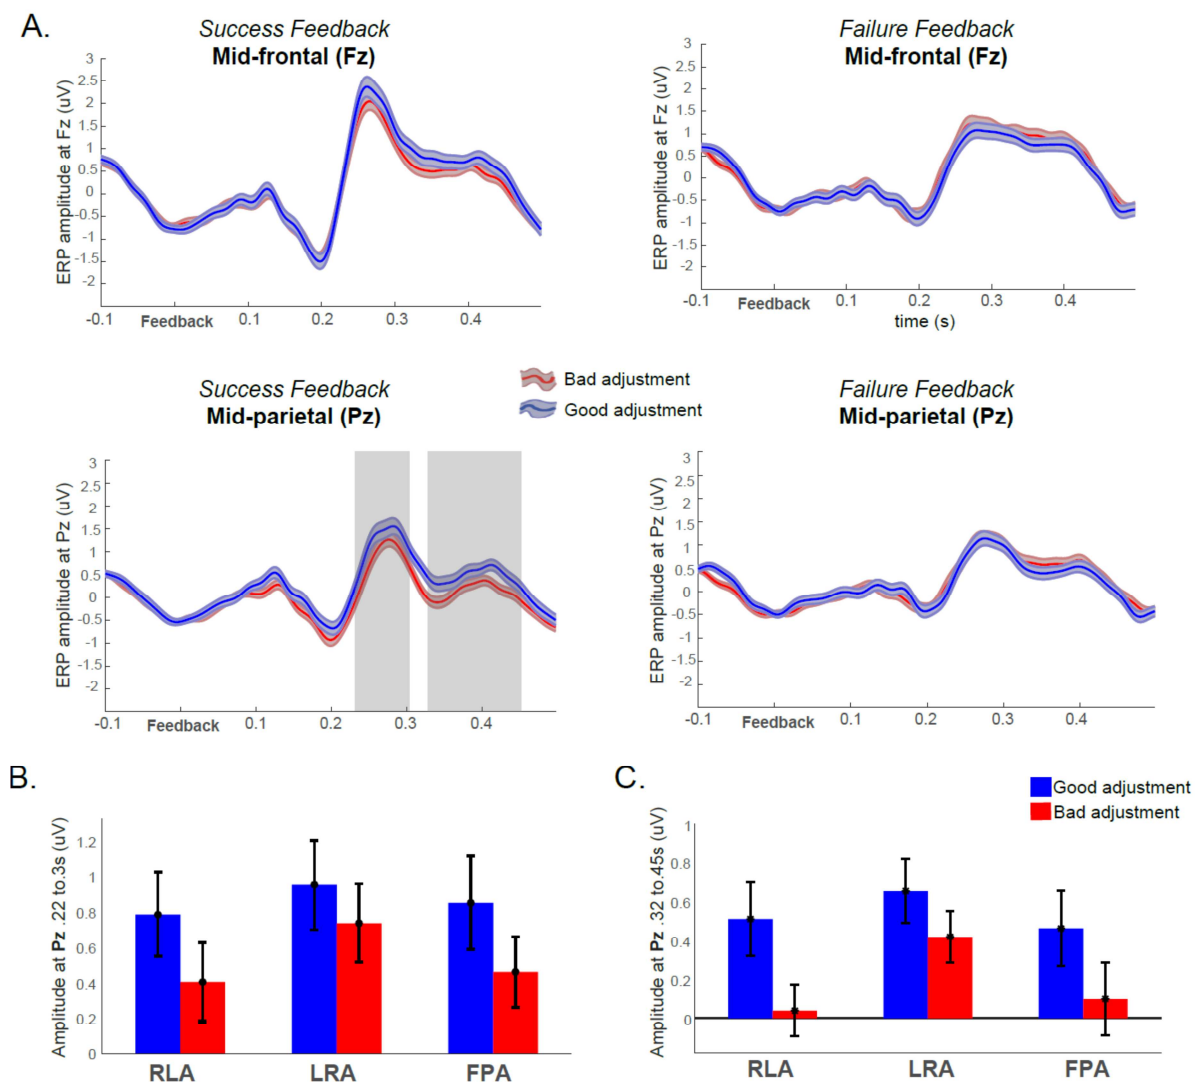 A.
Success Feedback
Mid-frontal (Fz)
ERP amplitude at Fz (uV)
3
2.5
2
1.5
1
0.5
0
-0.5
-1
-1.5
-2
-0.1 Feedback 0.1 0.2 0.3 0.4
Failure Feedback
Mid-frontal (Fz)
ERP amplitude at Fz (uV)
3
2.5
2
1.5
1
0.5
0
-0.5
-1
-1.5
-2
-0.1 Feedback 0.1 0.2 0.3 0.4
time (s)
Bad adjustment
Good adjustment
Success Feedback
Mid-parietal (Pz)
ERP amplitude at Pz (uV)
3
2.5
2
1.5
1
0.5
0
-0.5
-1
-1.5
-2
-0.1 Feedback 0.1 0.2 0.3 0.4
Failure Feedback
Mid-parietal (Pz)
ERP amplitude at Pz (uV)
3
2.5
2
1.5
1
0.5
0
-0.5
-1
-1.5
-2
-0.1 Feedback 0.1 0.2 0.3 0.4
B.
Amplitude at Pz .22 to.3s (uV)
1.2
1
0.8
0.6
0.4
0.2
0
RLA LRA FPA
C.
Good adjustment
Bad adjustment
Amplitude at Pz .32 to.45s (uV)
1
0.8
0.6
0.4
0.2
0
RLA LRA FPA